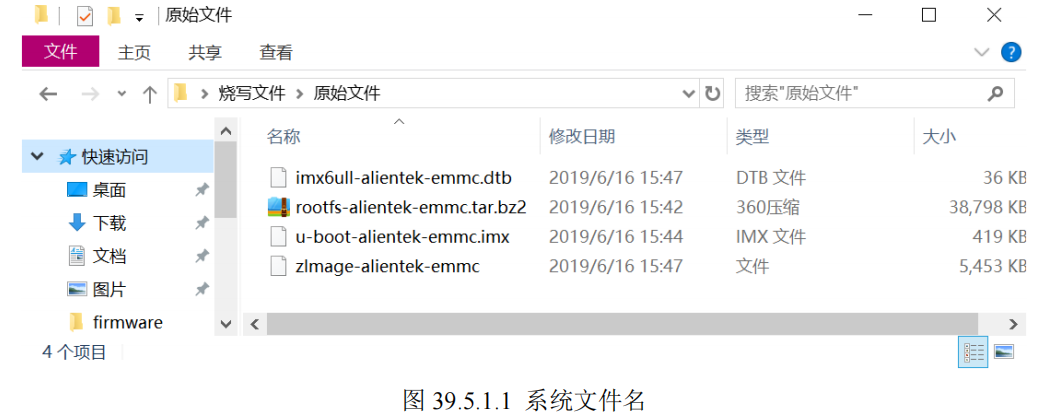 原始文件
文件 主页 共享 查看
烧写文件 原始文件 搜索"原始文件"
名称 修改日期 类型 大小
快速访问
桌面
下载
文档
图片
firmware
imx6ull-alientek-emmc.dtb 2019/6/16 15:47 DTB 文件 36 KB
rootfs-alientek-emmc.tar.bz2 2019/6/16 15:42 360压缩 38,798 KB
u-boot-alientek-emmc.imx 2019/6/16 15:44 IMX 文件 419 KB
zImage-alientek-emmc 2019/6/16 15:47 文件 5,453 KB
4 个项目
图 39.5.1.1 系统文件名